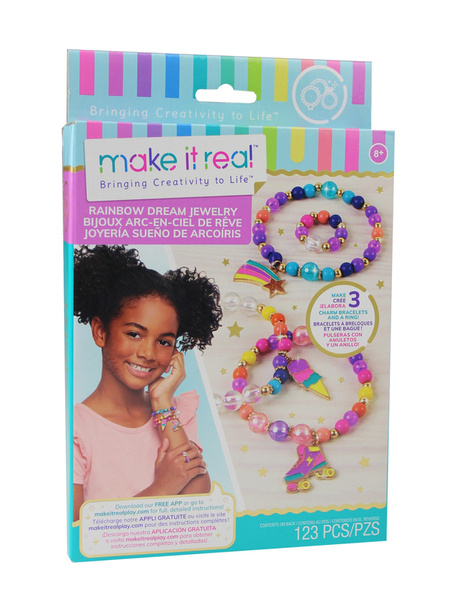 Bringing Creativity to Life™
make it real™
Bringing Creativity to Life™
8+
RAINBOW DREAM JEWELRY
BIJOUX ARC-EN-CIEL DE RÊVE
JOYERÍA SUEÑO DE ARCOÍRIS
MAKE
CRÉE
¡ELABORA
3
CHARM BRACELETS
AND A RING!
BRACELETS A BRELOQUES
ET UNE BAGUE!
PULSERAS CON
AMULETOS
Y UN ANILLO!
Download our FREE APP or go to
makeitrealplay.com for full, detailed instructions!
Télécharge notre APPLI GRATUITE ou visite le site
makeitrealplay.com pour des instructions complètes!
¡Descarga nuestra APLICACIÓN GRATUITA
o visita makeitrealplay.com para obtener
instrucciones completas y detalladas!
123 PCS/PZS